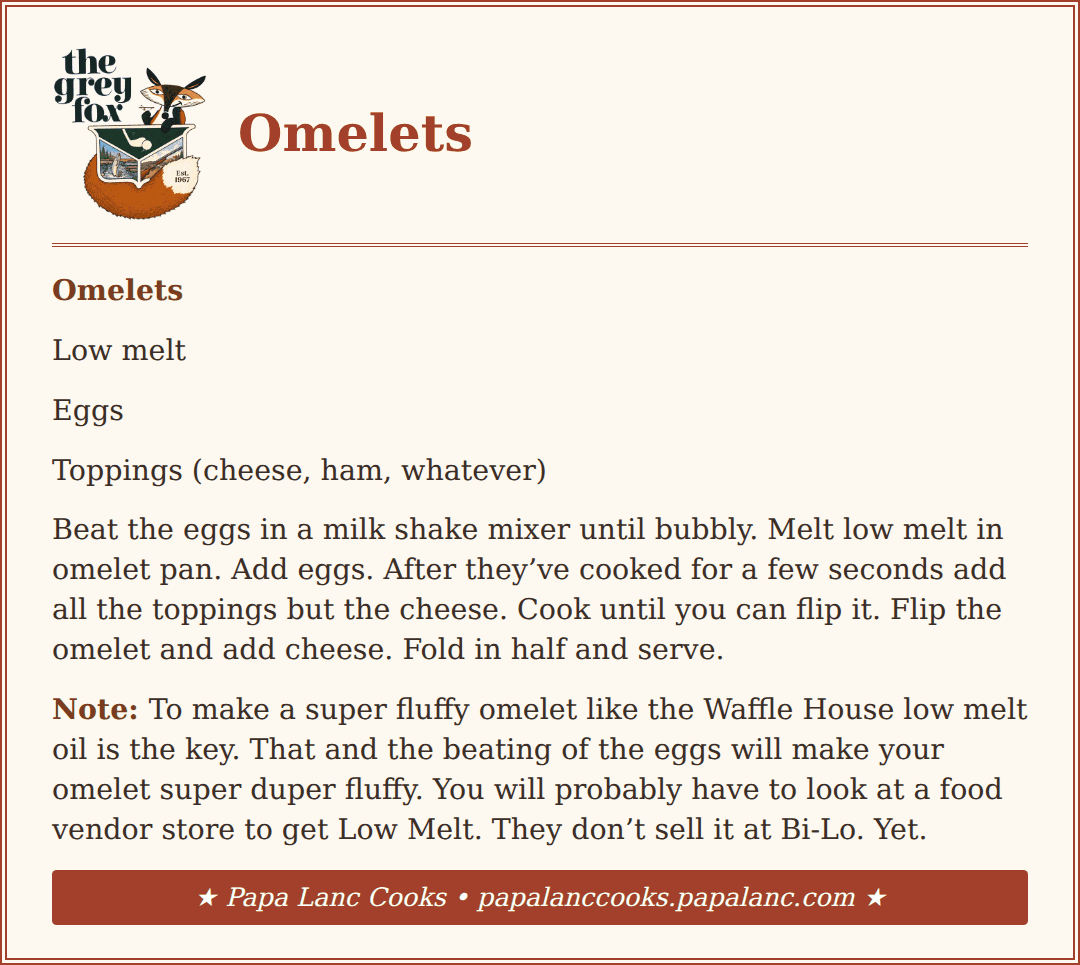 the
grey
fox
Est.
1967
Omelets
Omelets
Low melt
Eggs
Toppings (cheese, ham, whatever)
Beat the eggs in a milk shake mixer until bubbly. Melt low melt in
omelet pan. Add eggs. After they’ve cooked for a few seconds add
all the toppings but the cheese. Cook until you can flip it. Flip the
omelet and add cheese. Fold in half and serve.
Note: To make a super fluffy omelet like the Waffle House low melt
oil is the key. That and the beating of the eggs will make your
omelet super duper fluffy. You will probably have to look at a food
vendor store to get Low Melt. They don’t sell it at Bi-Lo. Yet.
★ Papa Lanc Cooks • papalanccooks.papalanc.com ★